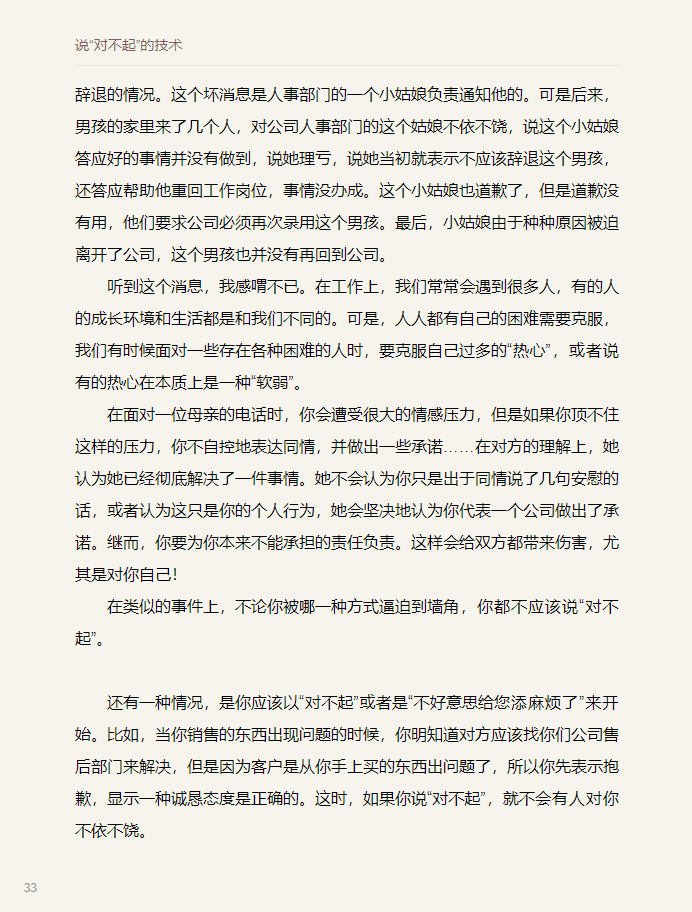 说“对不起”的技术
辞退的情况。这个坏消息是人事部门的一个小姑娘负责通知他的。可是后来，
男孩的家里来了几个人，对公司人事部门的这个姑娘不依不饶，说这个小姑娘
答应好的事情并没有做到，说她理亏，说她当初就表示不应该辞退这个男孩，
还答应帮助他重回工作岗位，事情没办成。这个小姑娘也道歉了，但是道歉没
有用，他们要求公司必须再次录用这个男孩。最后，小姑娘由于种种原因被迫
离开了公司，这个男孩也并没有再回到公司。
听到这个消息，我感喟不已。在工作上，我们常常会遇到很多人，有的人
的成长环境和生活都是和我们不同的。可是，人人都有自己的困难需要克服，
我们有时候面对一些存在各种困难的人时，要克服自己过多的“热心”，或者说
有的热心在本质上是一种“软弱”。
在面对一位母亲的电话时，你会遭受很大的情感压力，但是如果你顶不住
这样的压力，你不自控地表达同情，并做出一些承诺……在对方的理解上，她
认为她已经彻底解决了一件事情。她不会认为你只是出于同情说了几句安慰的
话，或者认为这只是你的个人行为，她会坚决地认为你代表一个公司做出了承
诺。继而，你要为你本来不能承担的责任负责。这样会给双方都带来伤害，尤
其是对你自己！
在类似的事件上，不论你被哪一种方式逼迫到墙角，你都不应该说“对不
起”。
还有一种情况，是你应该以“对不起”或者是“不好意思给您添麻烦了”来开
始。比如，当你销售的东西出现问题的时候，你明知道对方应该找你们公司售
后部门来解决，但是因为客户是从你手上买的东西出问题了，所以你先表示抱
歉，显示一种诚恳态度是正确的。这时，如果你说“对不起”，就不会有人对你
不依不饶。
33